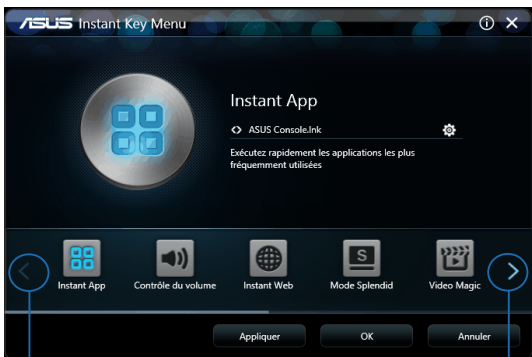 ASUS Instant Key Menu
Instant App
ASUS Console.lnk
Exécutez rapidement les applications les plus
fréquemment utilisées
Instant App
Contrôle du volume
Instant Web
S
Mode Splendid
Video Magic
Appliquer
OK
Annuler